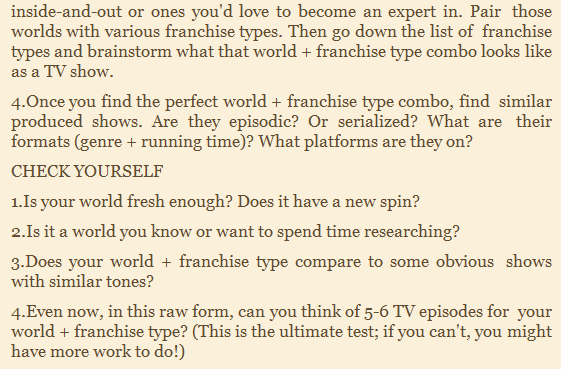 inside-and-out or ones you'd love to become an expert in. Pair those
worlds with various franchise types. Then go down the list of franchise
types and brainstorm what that world + franchise type combo looks like
as a TV show.
4.Once you find the perfect world + franchise type combo, find similar
produced shows. Are they episodic? Or serialized? What are their
formats (genre + running time)? What platforms are they on?
CHECK YOURSELF
1.Is your world fresh enough? Does it have a new spin?
2.Is it a world you know or want to spend time researching?
3.Does your world + franchise type compare to some obvious shows
with similar tones?
4.Even now, in this raw form, can you think of 5-6 TV episodes for your
world + franchise type? (This is the ultimate test; if you can't, you might
have more work to do!)